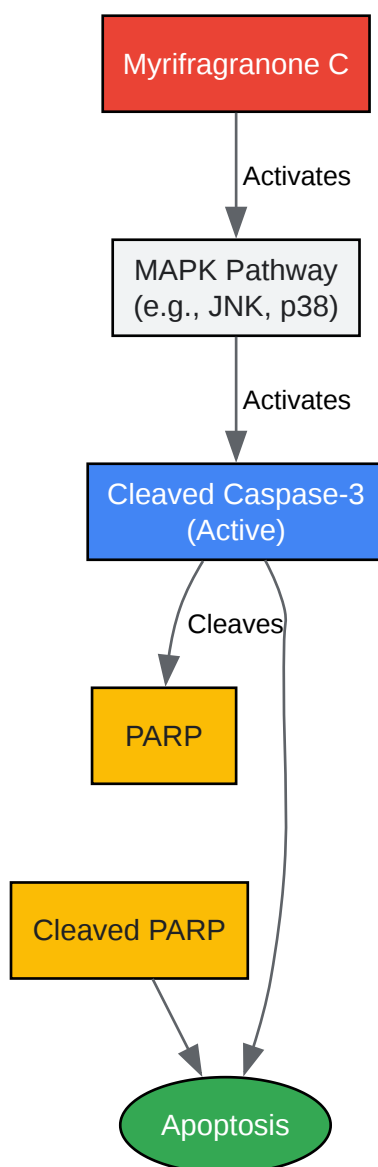 Myrifragranone C
Activates
MAPK Pathway
(e.g., JNK, p38)
Activates
Cleaved Caspase-3
(Active)
Cleaves
PARP
Cleaved PARP
Apoptosis